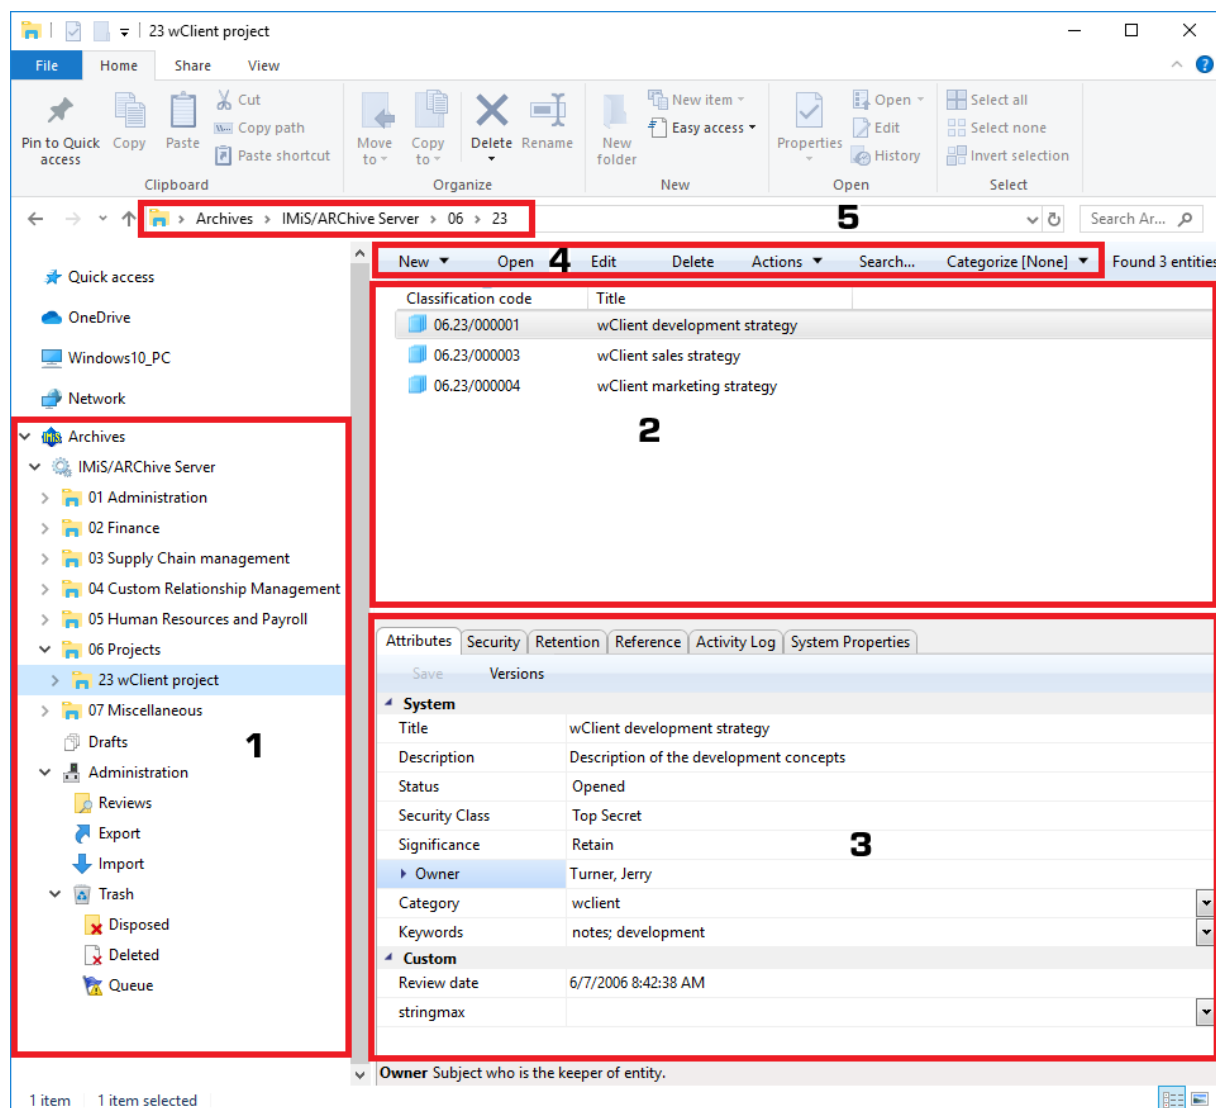 23 wClient project
File Home Share View
Pin to Quick access
Copy
Paste
Cut
Copy path
Paste shortcut
Clipboard
Move to
Copy to
Delete
Rename
Organize
New folder
New item
Easy access
New
Properties
Open
Edit
History
Open
Select all
Select none
Invert selection
Select
Archives > IMiS/ARChive Server > 06 > 23
5
Search Ar...
New Open 4 Edit Delete Actions Search... Categorize [None] Found 3 entities
Quick access
OneDrive
Windows10_PC
Network
Archives
IMiS/ARChive Server
01 Administration
02 Finance
03 Supply Chain management
04 Custom Relationship Management
05 Human Resources and Payroll
06 Projects
23 wClient project
07 Miscellaneous
Drafts
1
Administration
Reviews
Export
Import
Trash
Disposed
Deleted
Queue
Classification code Title
06.23/000001 wClient development strategy
06.23/000003 wClient sales strategy
06.23/000004 wClient marketing strategy
2
Attributes Security Retention Reference Activity Log System Properties
Save Versions
System
Title wClient development strategy
Description Description of the development concepts
Status Opened
Security Class Top Secret
Significance Retain
3
Owner Turner, Jerry
Category wclient
Keywords notes; development
Custom
Review date 6/7/2006 8:42:38 AM
stringmax
Owner Subject who is the keeper of entity.
1 item 1 item selected